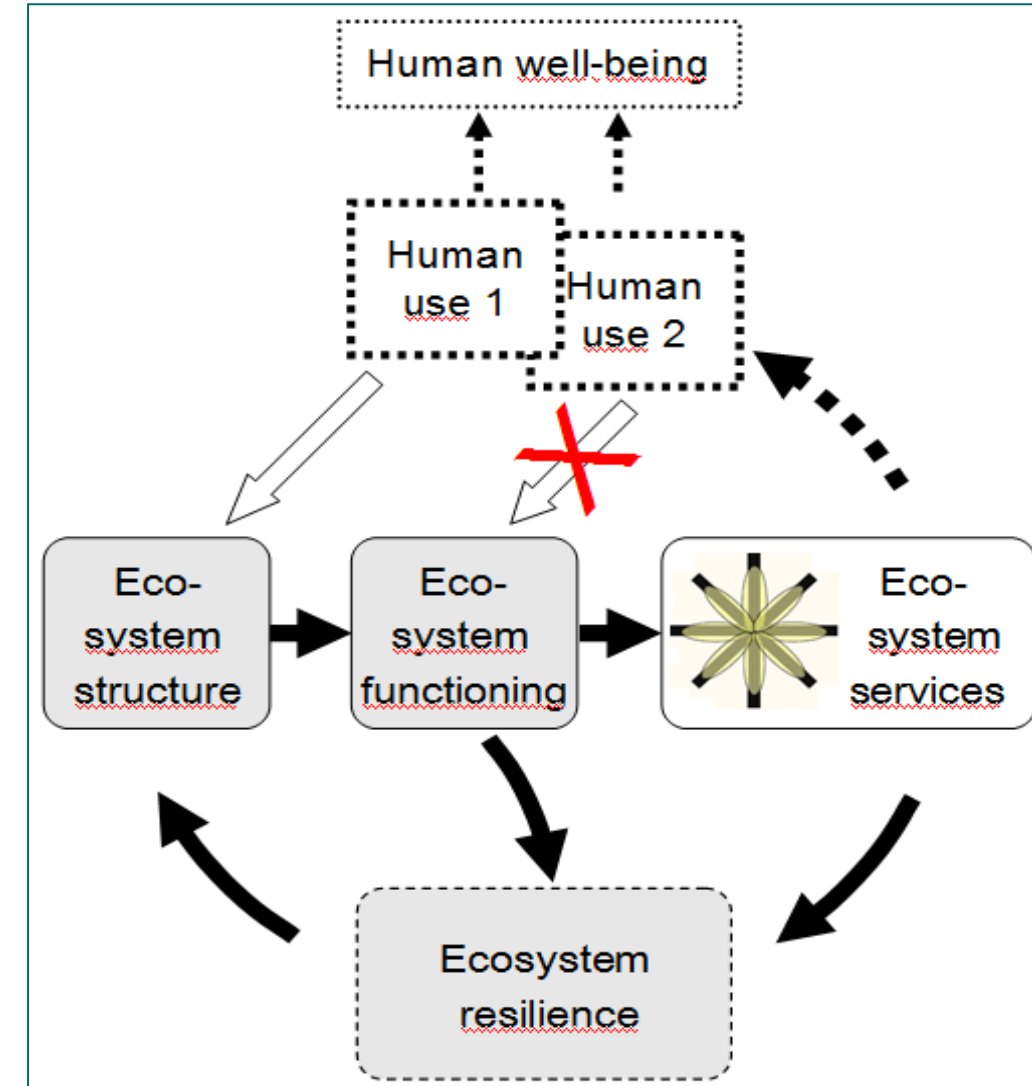 Human well-being
Human
use 1
Human
use 2
Eco-
system
structure
Eco-
system
functioning
Eco-
system
services
Ecosystem
resilience